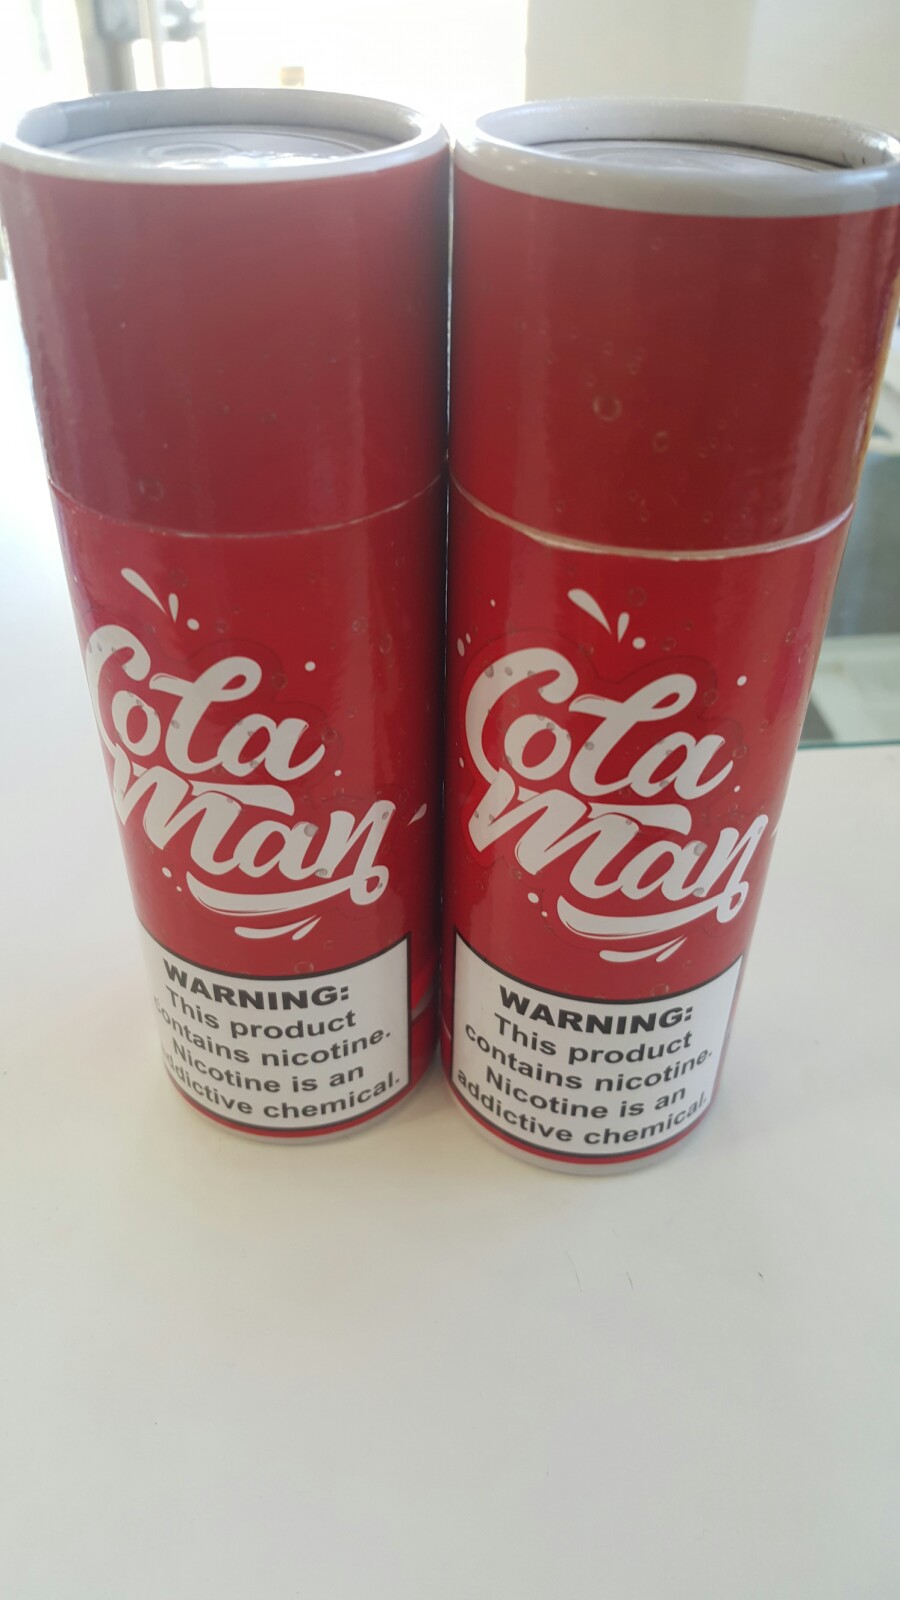 Cola
Man
WARNING:
This product
contains nicotine.
Nicotine is an
addictive chemical.
Cola
Man
WARNING:
This product
contains nicotine.
Nicotine is an
addictive chemical.